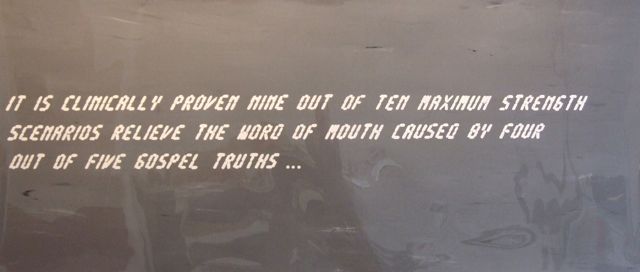 IT IS CLINICALLY PROVEN NINE OUT OF TEN MAXIMUM STRENGTH
SCENARIOS RELIEVE THE WORD OF MOUTH CAUSED BY FOUR
OUT OF FIVE GOSPEL TRUTHS ...